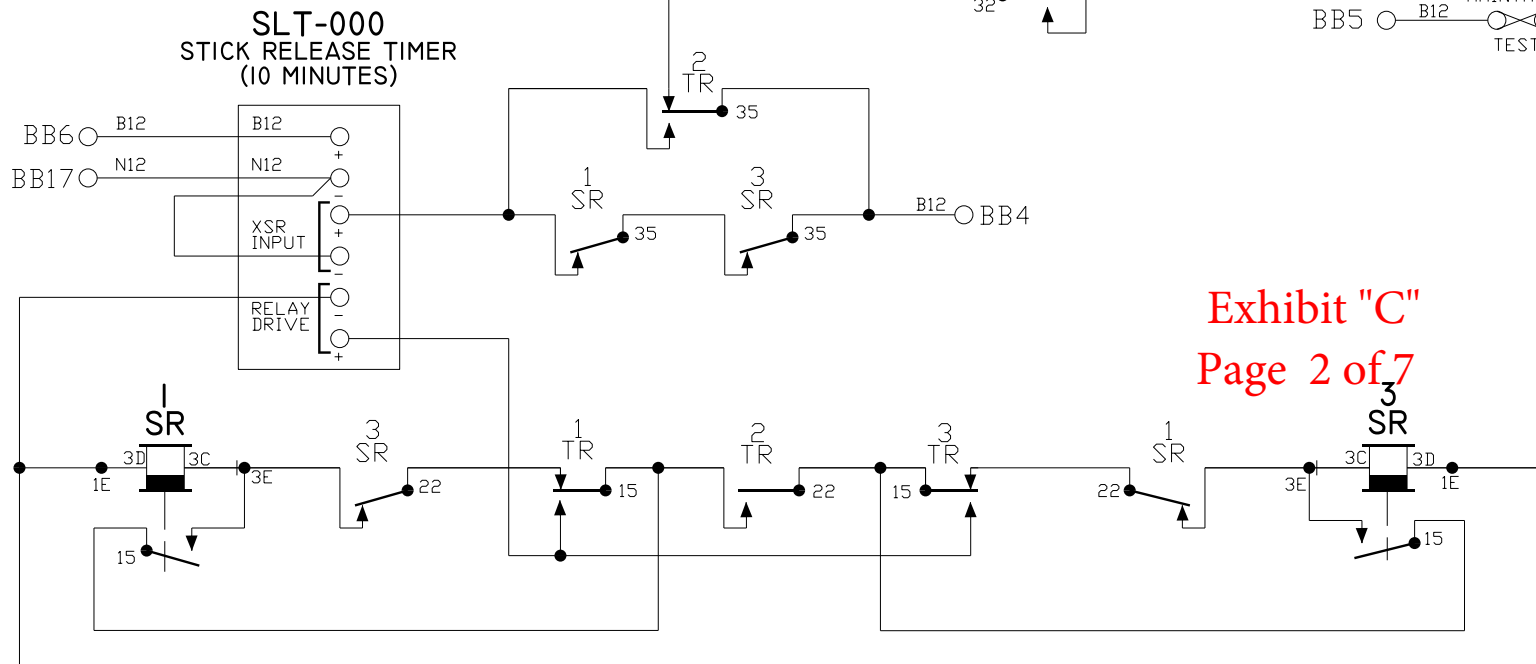 32
BB5
B12
TEST
SLT-000
STICK RELEASE TIMER
(10 MINUTES)
2
TR
35
BB6
B12
B12
+
BB17
N12
N12
-
1
SR
3
SR
35
35
B12
BB4
XSR
INPUT
+
-
RELAY
DRIVE
-
+
Exhibit "C"
Page 2 of 7
1
SR
3D
3C
1E
3E
15
3
SR
22
1
TR
15
2
TR
22
3
TR
15
1
SR
22
3
SR
3C
3D
3E
1E
15